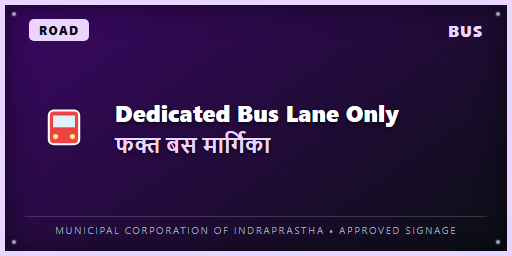 ROAD
BUS
Dedicated Bus Lane Only
फक्त बस मार्गिका
MUNICIPAL CORPORATION OF INDRAPRASTHA • APPROVED SIGNAGE